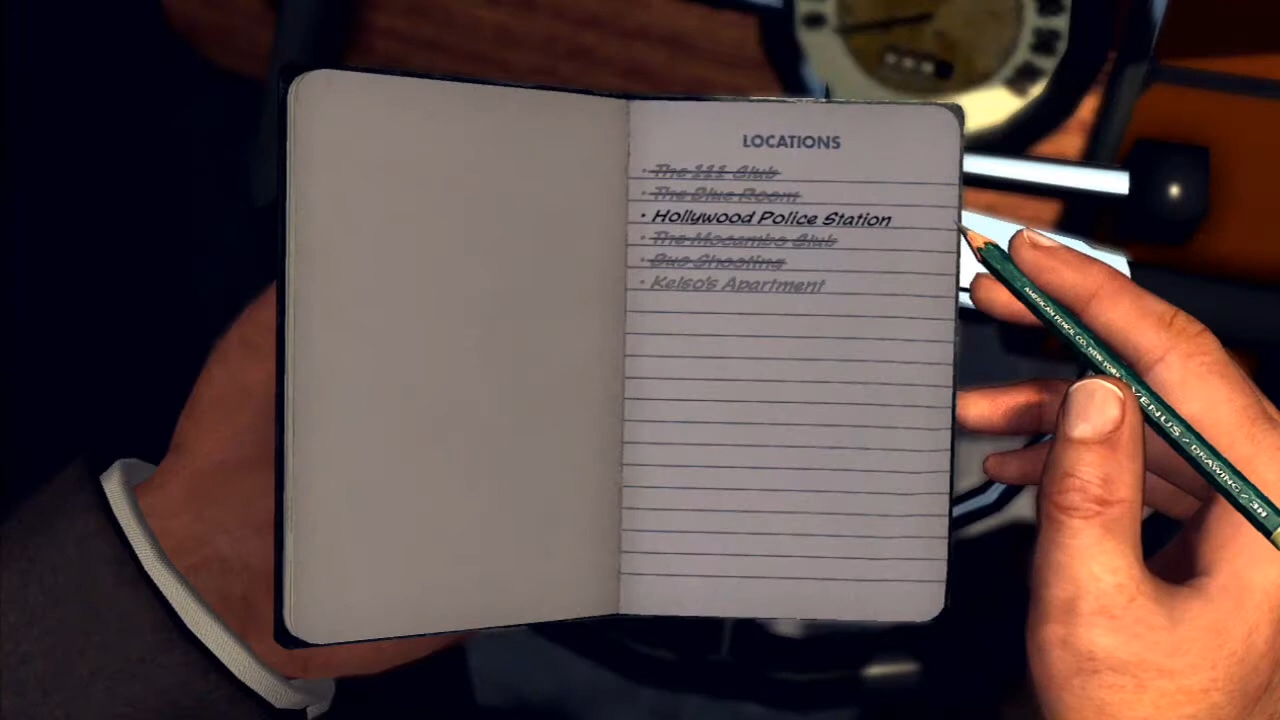 LOCATIONS
· The 111 Club
· The Blue Room
· Hollywood Police Station
· The Mocambo Club
· Bus Shooting
· Kelso's Apartment
AMERICAN PENCIL CO. NEW YORK
VENUS / DRAWING / 3H